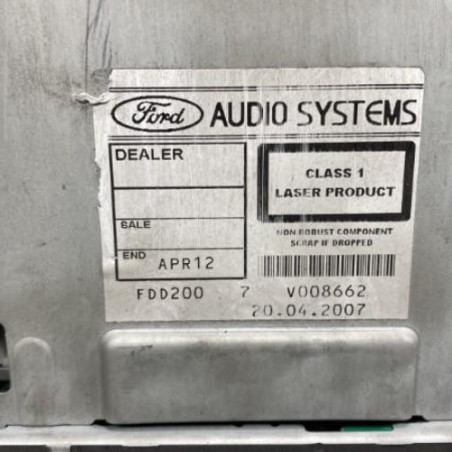 Ford AUDIO SYSTEMS
DEALER
CLASS 1
LASER PRODUCT
SALE
NON ROBUST COMPONENT
SCRAP IF DROPPED
END APR12
FDD200 7 V008662
20.04.2007